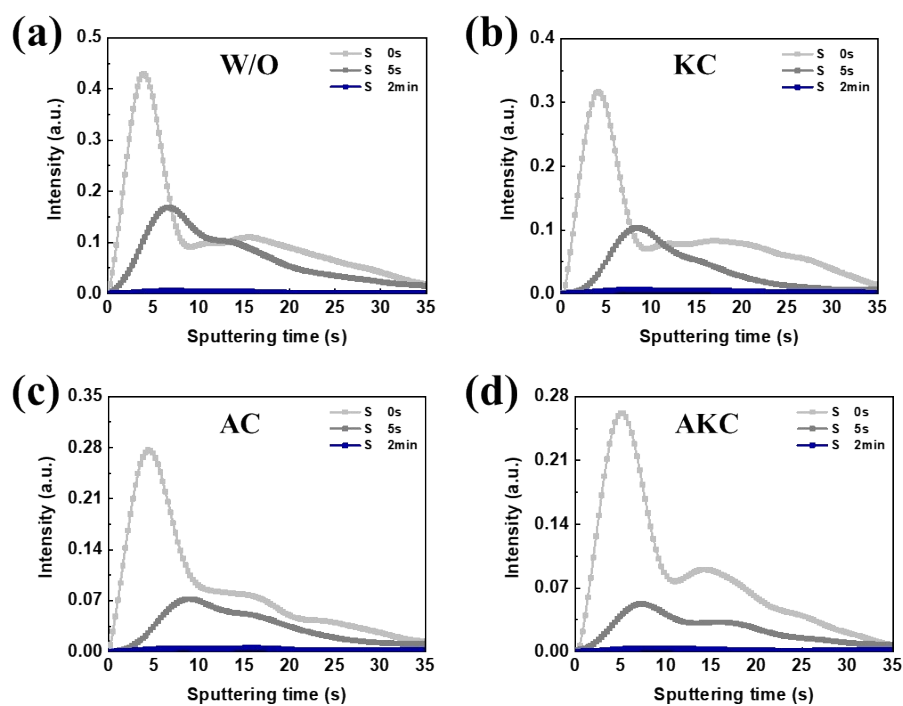 (a)
Intensity (a.u.)
0.5
0.4
0.3
0.2
0.1
0.0
W/O
S 0s
S 5s
S 2min
0 5 10 15 20 25 30 35
Sputtering time (s)
(b)
Intensity (a.u.)
0.4
0.3
0.2
0.1
0.0
KC
S 0s
S 5s
S 2min
0 5 10 15 20 25 30 35
Sputtering time (s)
(c)
Intensity (a.u.)
0.35
0.28
0.21
0.14
0.07
0.00
AC
S 0s
S 5s
S 2min
0 5 10 15 20 25 30 35
Sputtering time (s)
(d)
Intensity (a.u.)
0.28
0.21
0.14
0.07
0.00
AKC
S 0s
S 5s
S 2min
0 5 10 15 20 25 30 35
Sputtering time (s)